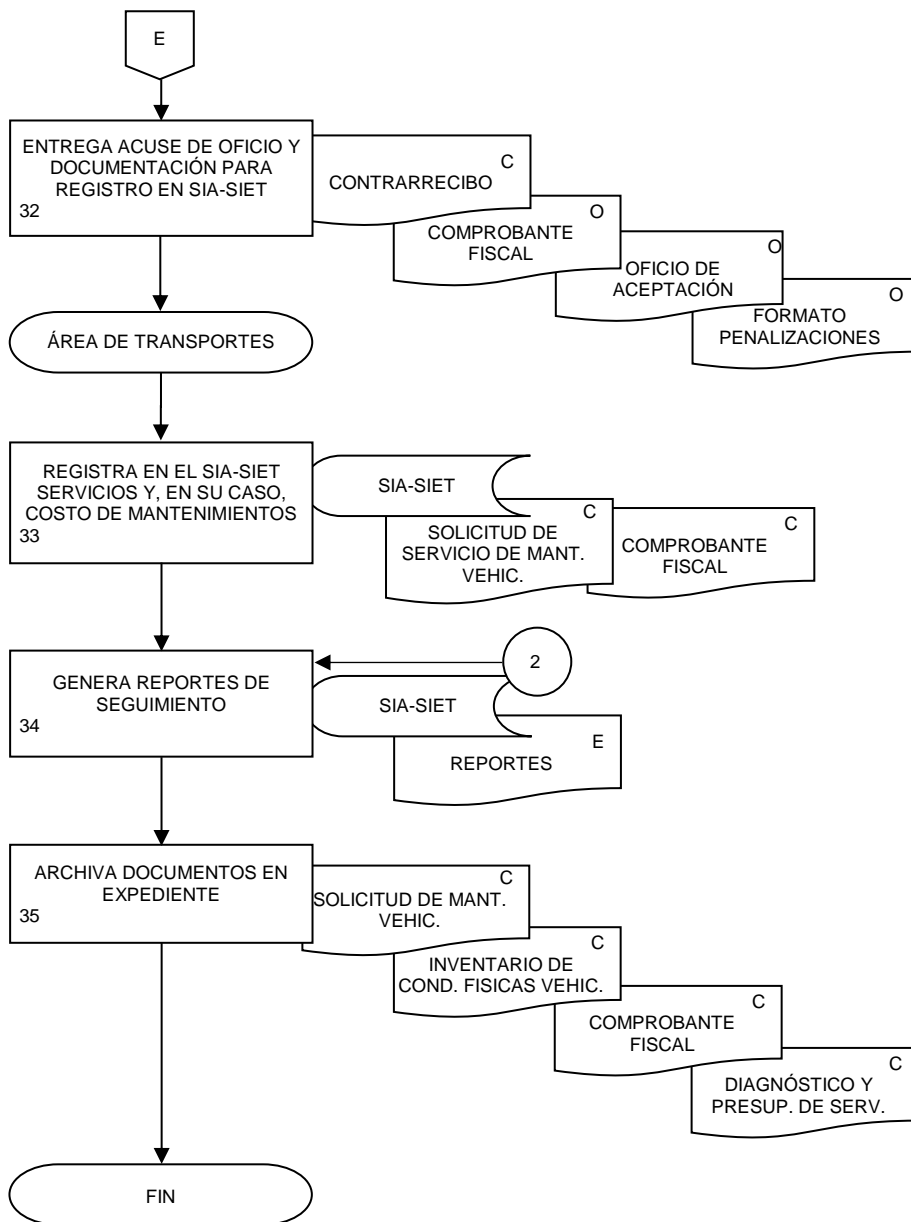 E
ENTREGA ACUSE DE OFICIO Y
DOCUMENTACIÓN PARA
REGISTRO EN SIA-SIET
32
C
CONTRARRECIBO
O
COMPROBANTE
FISCAL
O
OFICIO DE
ACEPTACIÓN
O
FORMATO
PENALIZACIONES
ÁREA DE TRANSPORTES
REGISTRA EN EL SIA-SIET
SERVICIOS Y, EN SU CASO,
COSTO DE MANTENIMIENTOS
33
SIA-SIET
C
SOLICITUD DE
SERVICIO DE MANT.
VEHIC.
C
COMPROBANTE
FISCAL
2
GENERA REPORTES DE
SEGUIMIENTO
34
SIA-SIET
E
REPORTES
ARCHIVA DOCUMENTOS EN
EXPEDIENTE
35
C
SOLICITUD DE MANT.
VEHIC.
C
INVENTARIO DE
COND. FISICAS VEHIC.
C
COMPROBANTE
FISCAL
C
DIAGNÓSTICO Y
PRESUP. DE SERV.
FIN